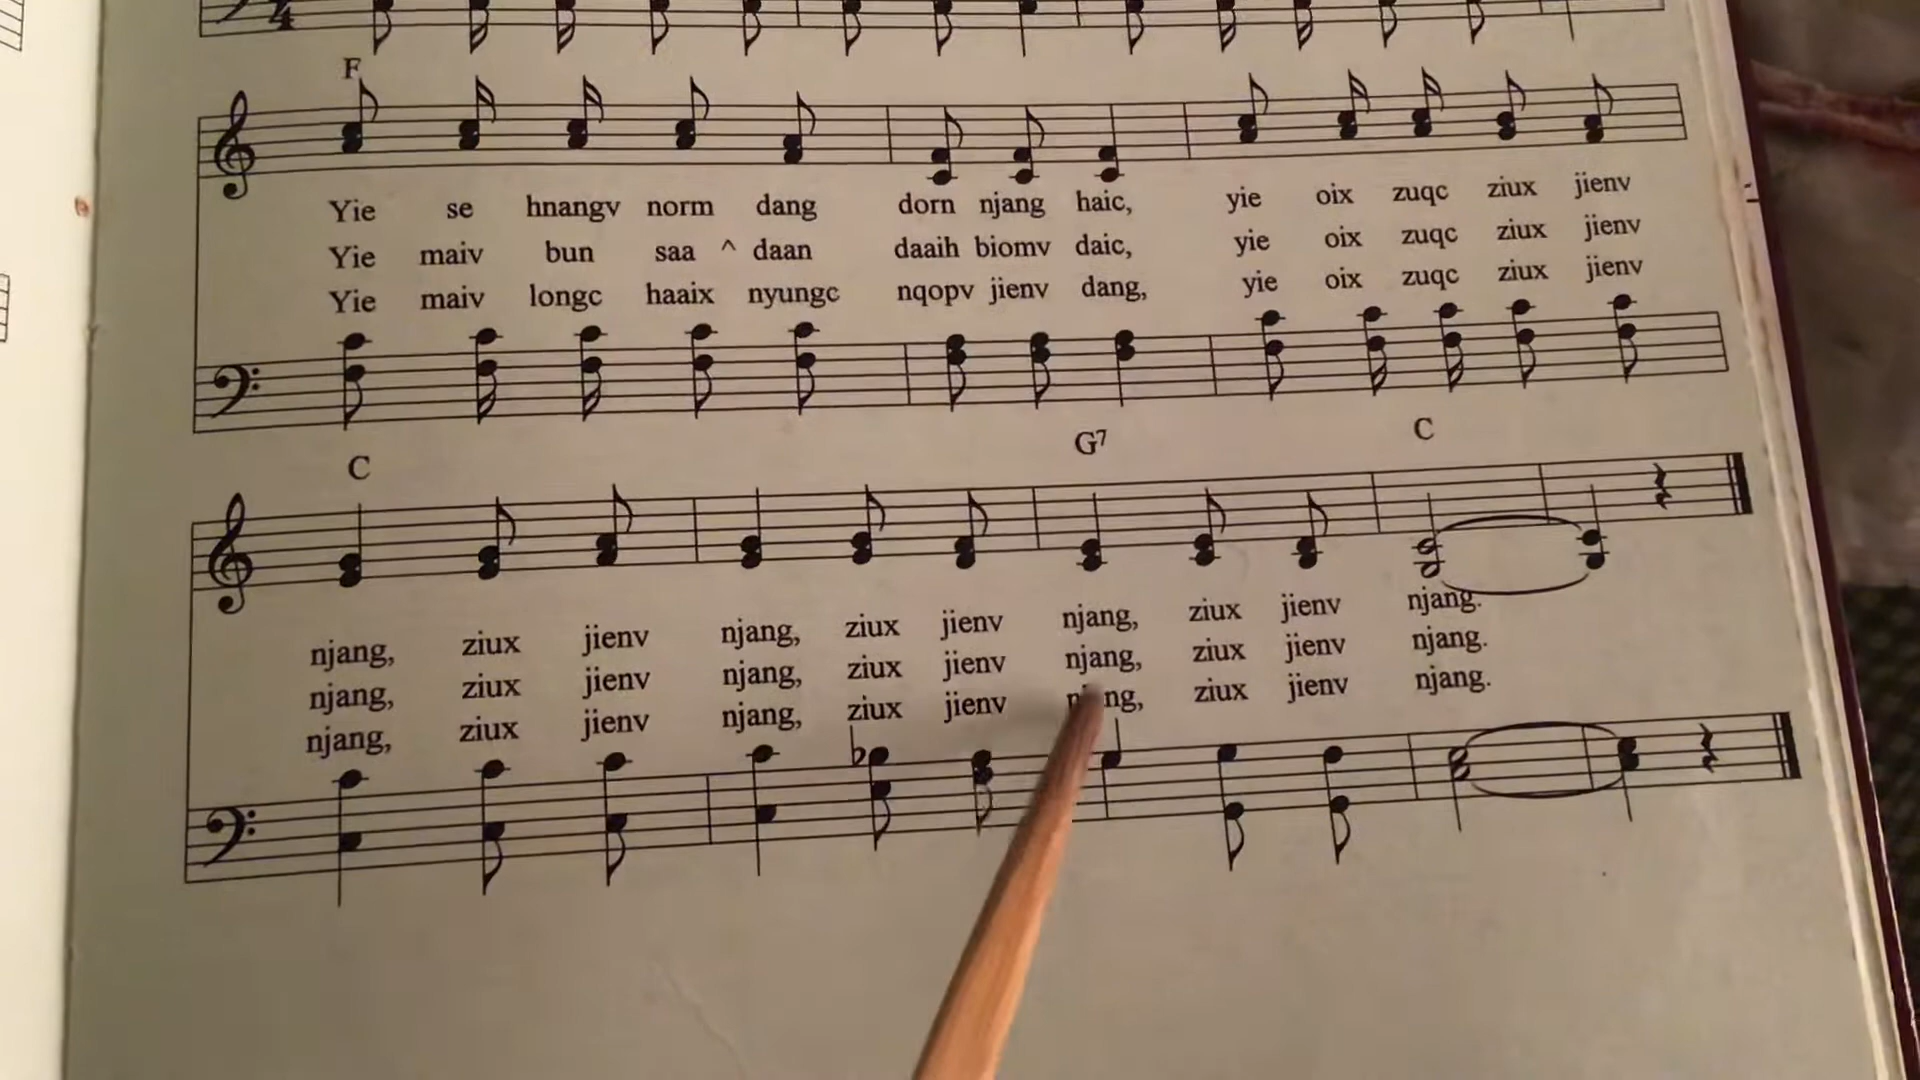 4
F
Yie se hnangv norm dang dorn njang haic, yie oix zuqc ziux jienv
Yie maiv bun saa ^ daan daaih biomv daic, yie oix zuqc ziux jienv
Yie maiv longc haaix nyungc nqopv jienv dang, yie oix zuqc ziux jienv
C G7 C
njang, ziux jienv njang, ziux jienv njang, ziux jienv njang.
njang, ziux jienv njang, ziux jienv njang, ziux jienv njang.
njang, ziux jienv njang, ziux jienv njang, ziux jienv njang.